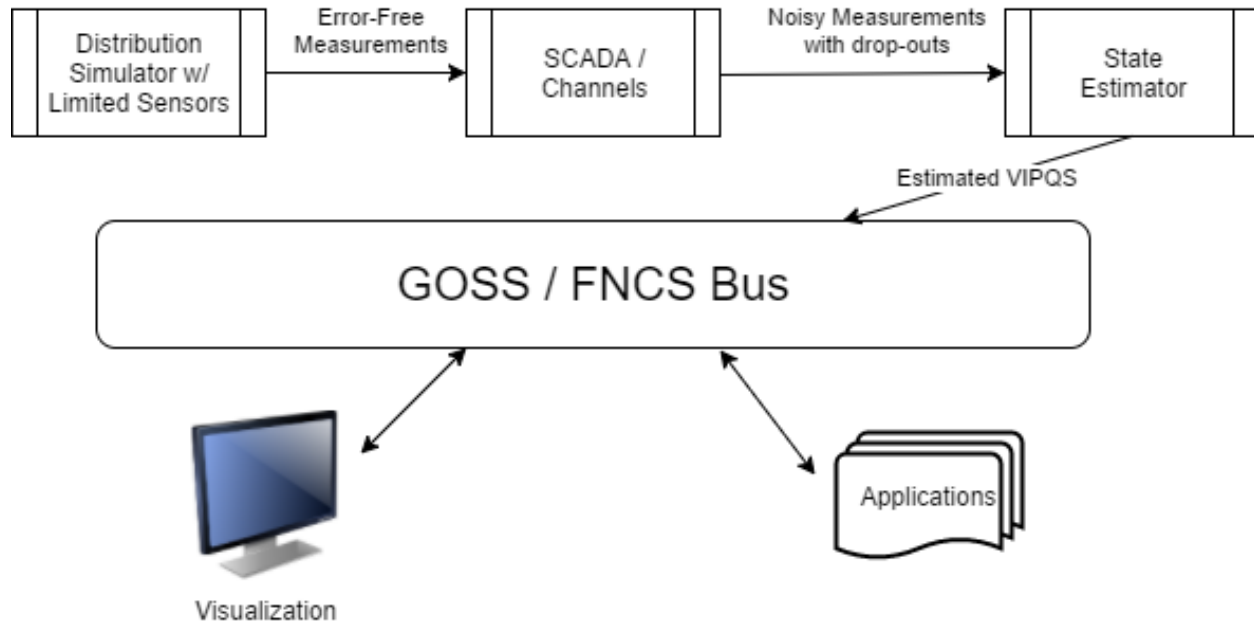 Distribution
Simulator w/
Limited Sensors
Error-Free
Measurements
SCADA /
Channels
Noisy Measurements
with drop-outs
State
Estimator
Estimated VIPQS
GOSS / FNCS Bus
Applications
Visualization